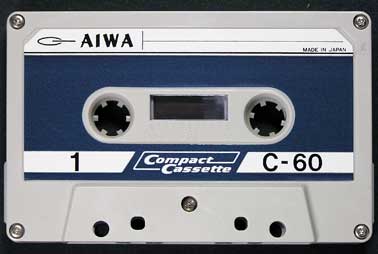 AIWA
MADE IN JAPAN
1 Compact Cassette C-60